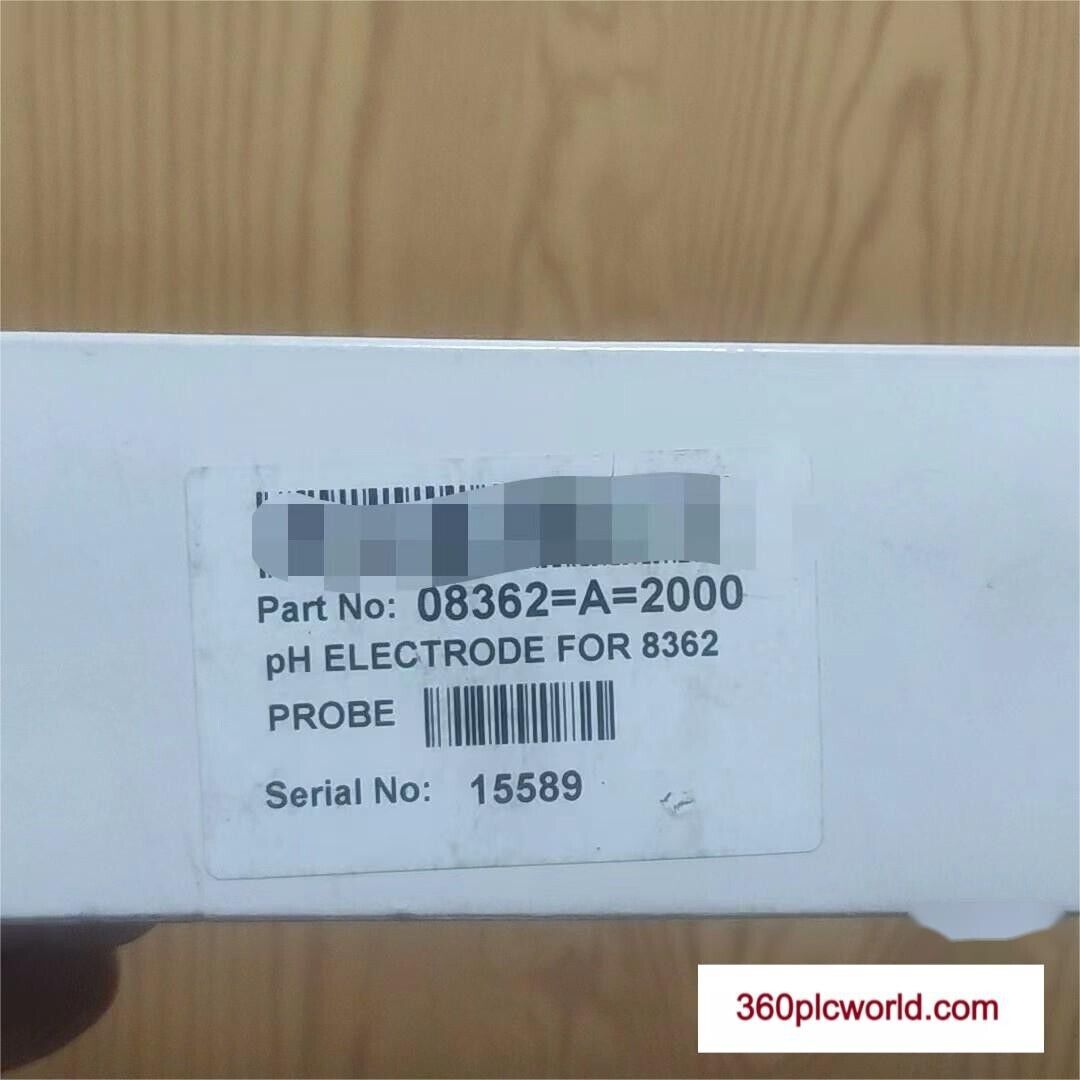 Part No: 08362=A=2000
pH ELECTRODE FOR 8362
PROBE
Serial No: 15589
360plcworld.com